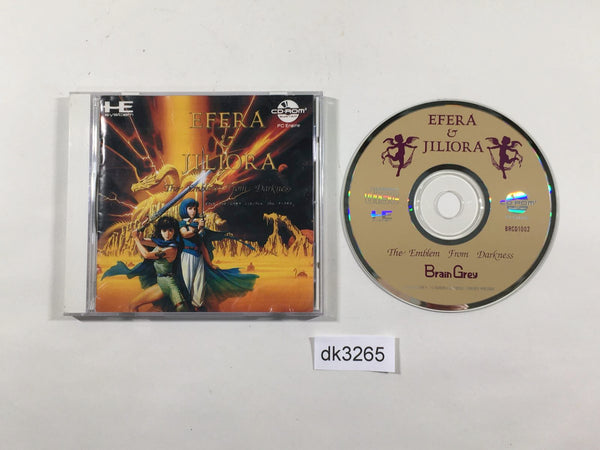 HE
system
CD-ROM²
PC Engine
EFERA
&
JILIORA
The Emblem From Darkness
EFERA
&
JILIORA
HE
CD-ROM²
BRCD1002
The Emblem From Darkness
Brain Grey
dk3265